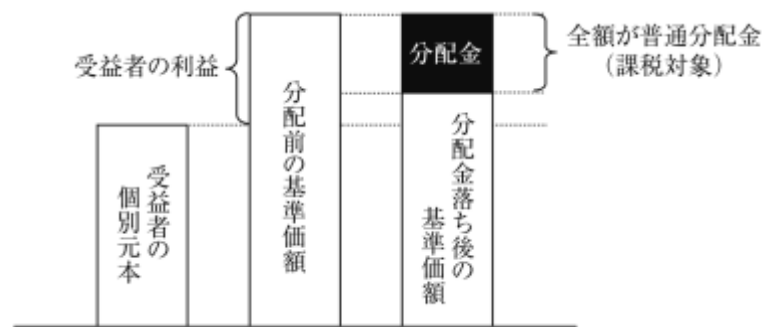 受益者の利益
分配金
全額が普通分配金
（課税対象）
受益者の
個別元本
分配前の基準価額
分配金落ち後の
基準価額